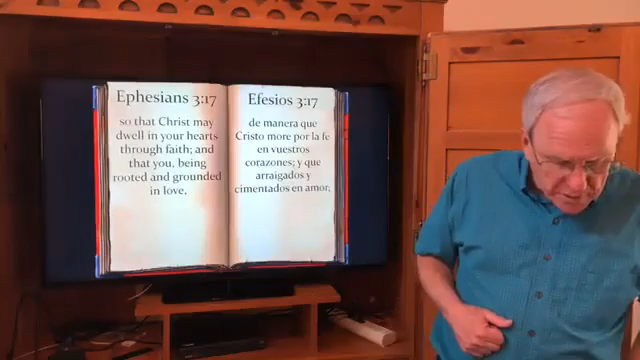 Ephesians 3:17
so that Christ may
dwell in your hearts
through faith; and
that you, being
rooted and grounded
in love,
Efesios 3:17
de manera que
Cristo more por la fe
en vuestros
corazones; y que
arraigados y
cimentados en amor,